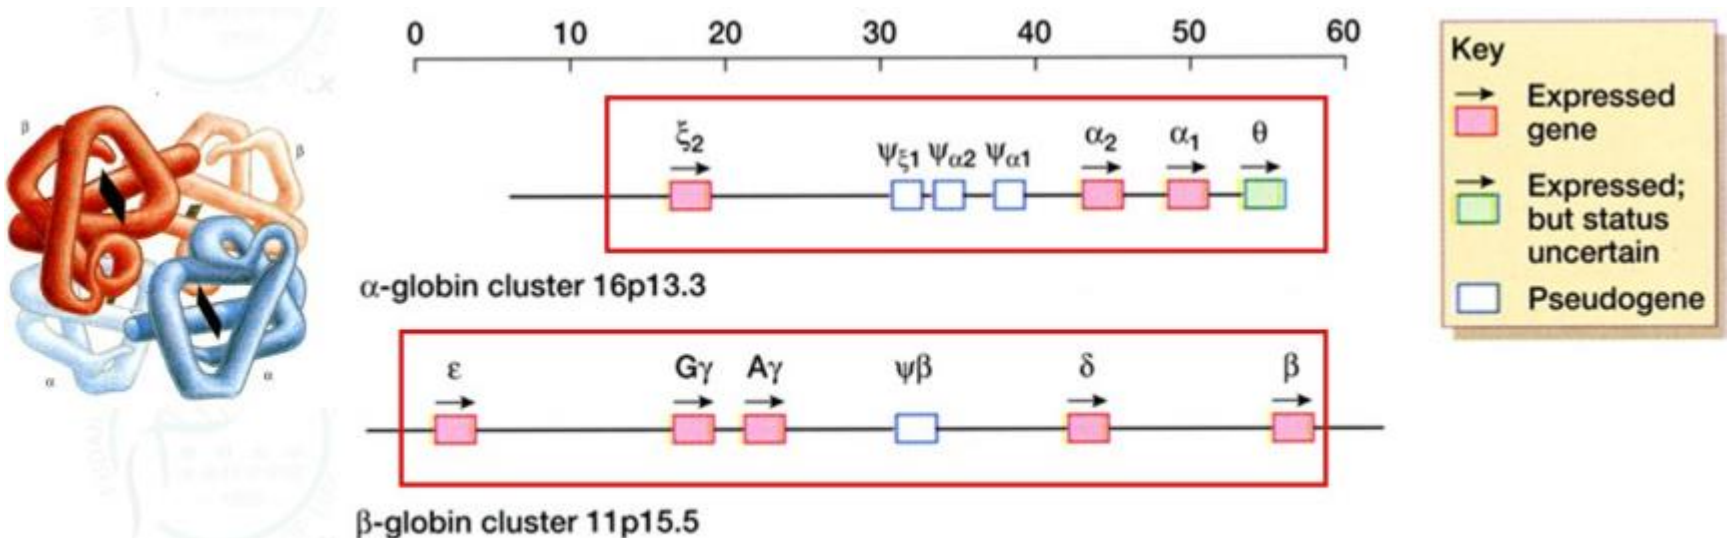 0 10 20 30 40 50 60
Key
Expressed
gene
Expressed;
but status
uncertain
Pseudogene
β
β
α
α
ξ2
ψξ1 ψα2 ψα1
α2
α1
θ
α-globin cluster 16p13.3
ε
Gγ
Aγ
ψβ
δ
β
β-globin cluster 11p15.5